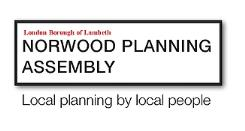 London Borough of Lambeth
NORWOOD PLANNING
ASSEMBLY
Local planning by local people